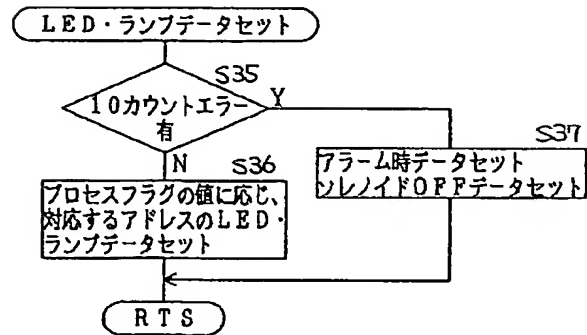 LED・ランプデータセット
S35
10カウントエラー
有
Y
N
S36
プロセスフラグの値に応じ、
対応するアドレスのLED・
ランプデータセット
S37
アラーム時データセット
ソレノイドOFFデータセット
RTS